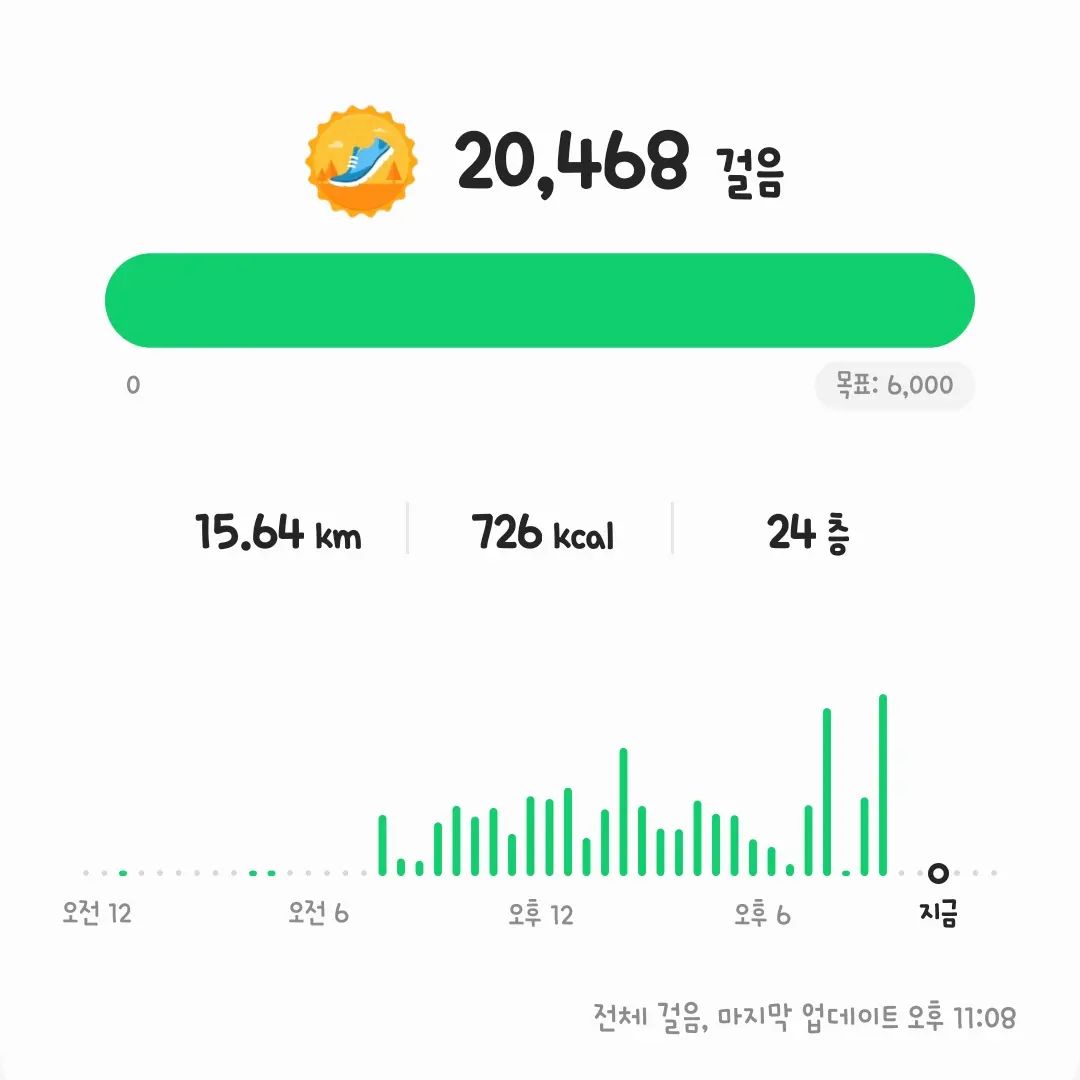 20,468 걸음
0 목표: 6,000
15.64 km 726 kcal 24 층
오전 12 오전 6 오후 12 오후 6 지금
전체 걸음, 마지막 업데이트 오후 11:08